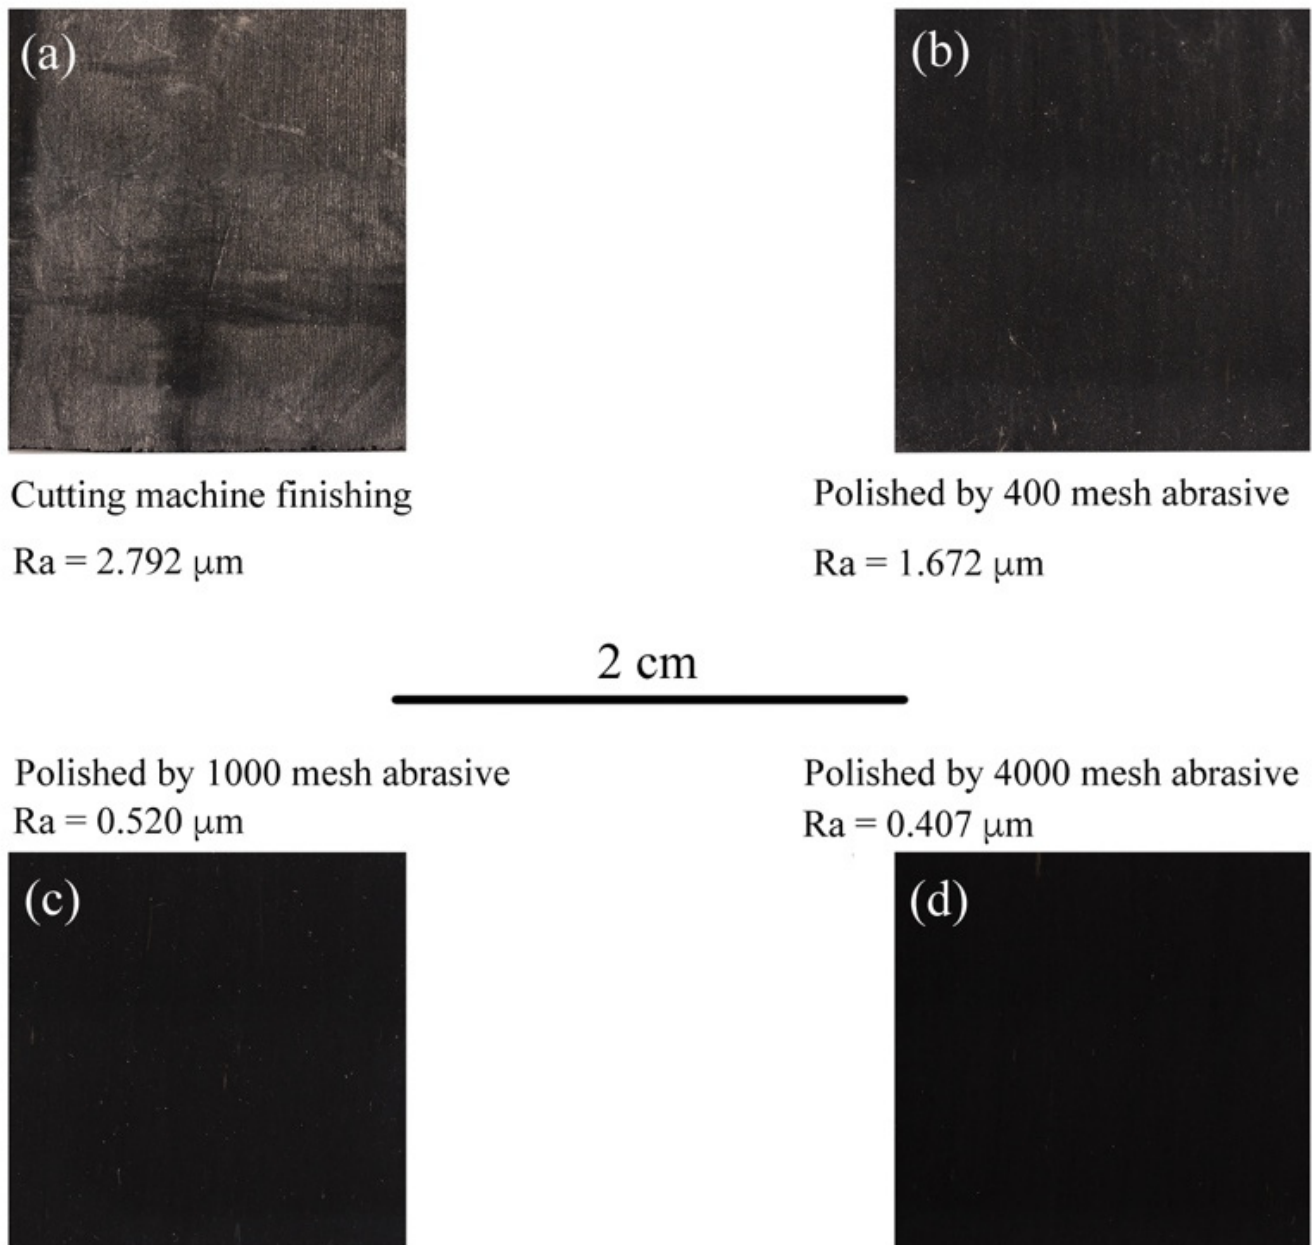 (a)
(b)
Cutting machine finishing
Ra = 2.792 μm
Polished by 400 mesh abrasive
Ra = 1.672 μm
2 cm
Polished by 1000 mesh abrasive
Ra = 0.520 μm
Polished by 4000 mesh abrasive
Ra = 0.407 μm
(c)
(d)